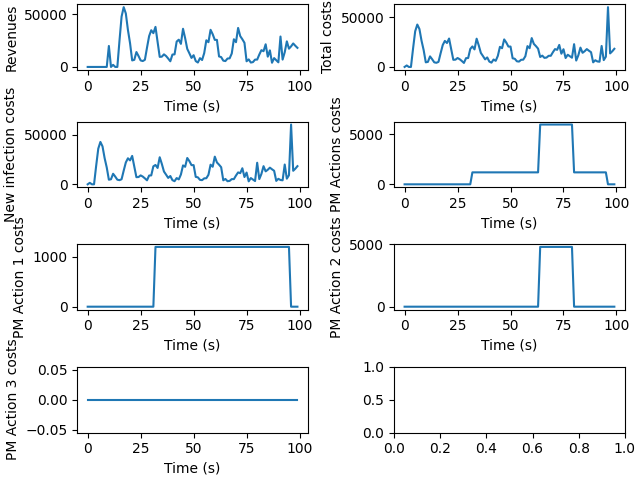 Revenues
50000
0
0 25 50 75 100
Time (s)
Total costs
50000
0
0 25 50 75 100
Time (s)
New infection costs
50000
0
0 25 50 75 100
Time (s)
PM Actions costs
5000
0
0 25 50 75 100
Time (s)
PM Action 1 costs
1000
0
0 25 50 75 100
Time (s)
PM Action 2 costs
5000
0
0 25 50 75 100
Time (s)
PM Action 3 costs
0.05
0.00
−0.05
0 25 50 75 100
Time (s)
1.0
0.5
0.0
0.0 0.2 0.4 0.6 0.8 1.0